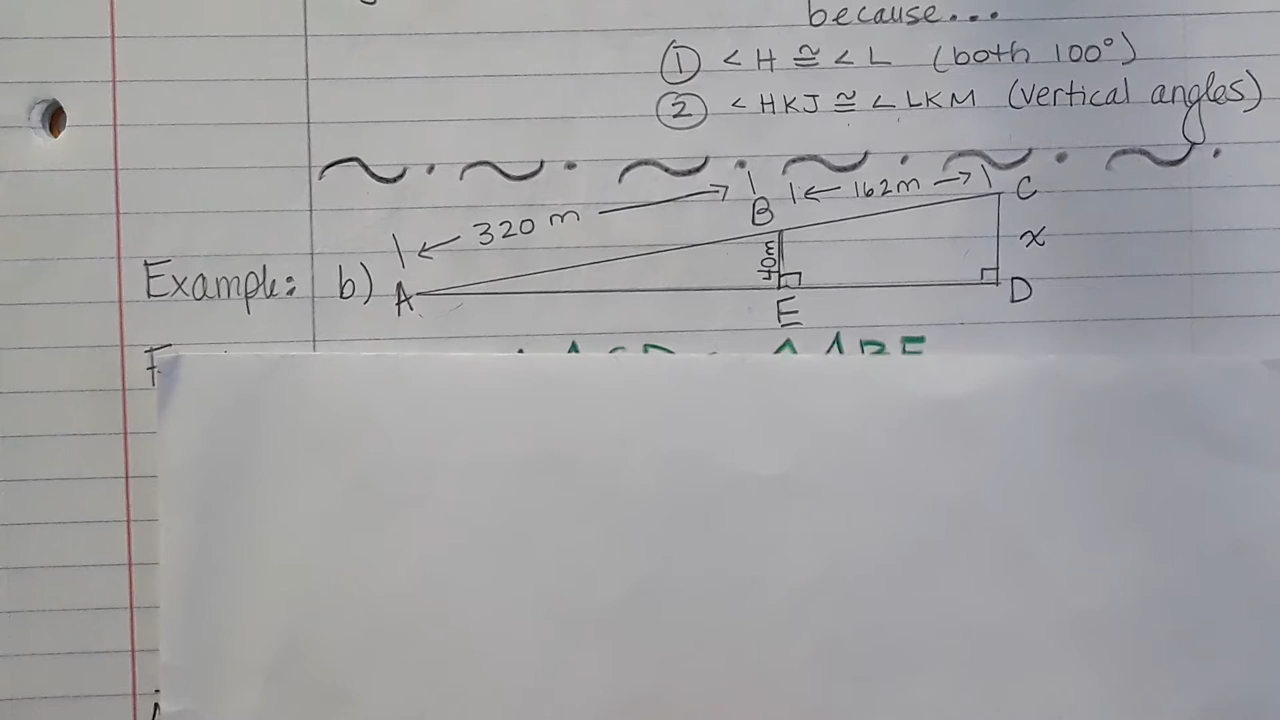 because...
① <H ≅ <L (both 100°)
② <HKJ ≅ <LKM (vertical angles)
320 m
162m
B
C
40m
x
Example: b) A
E
D